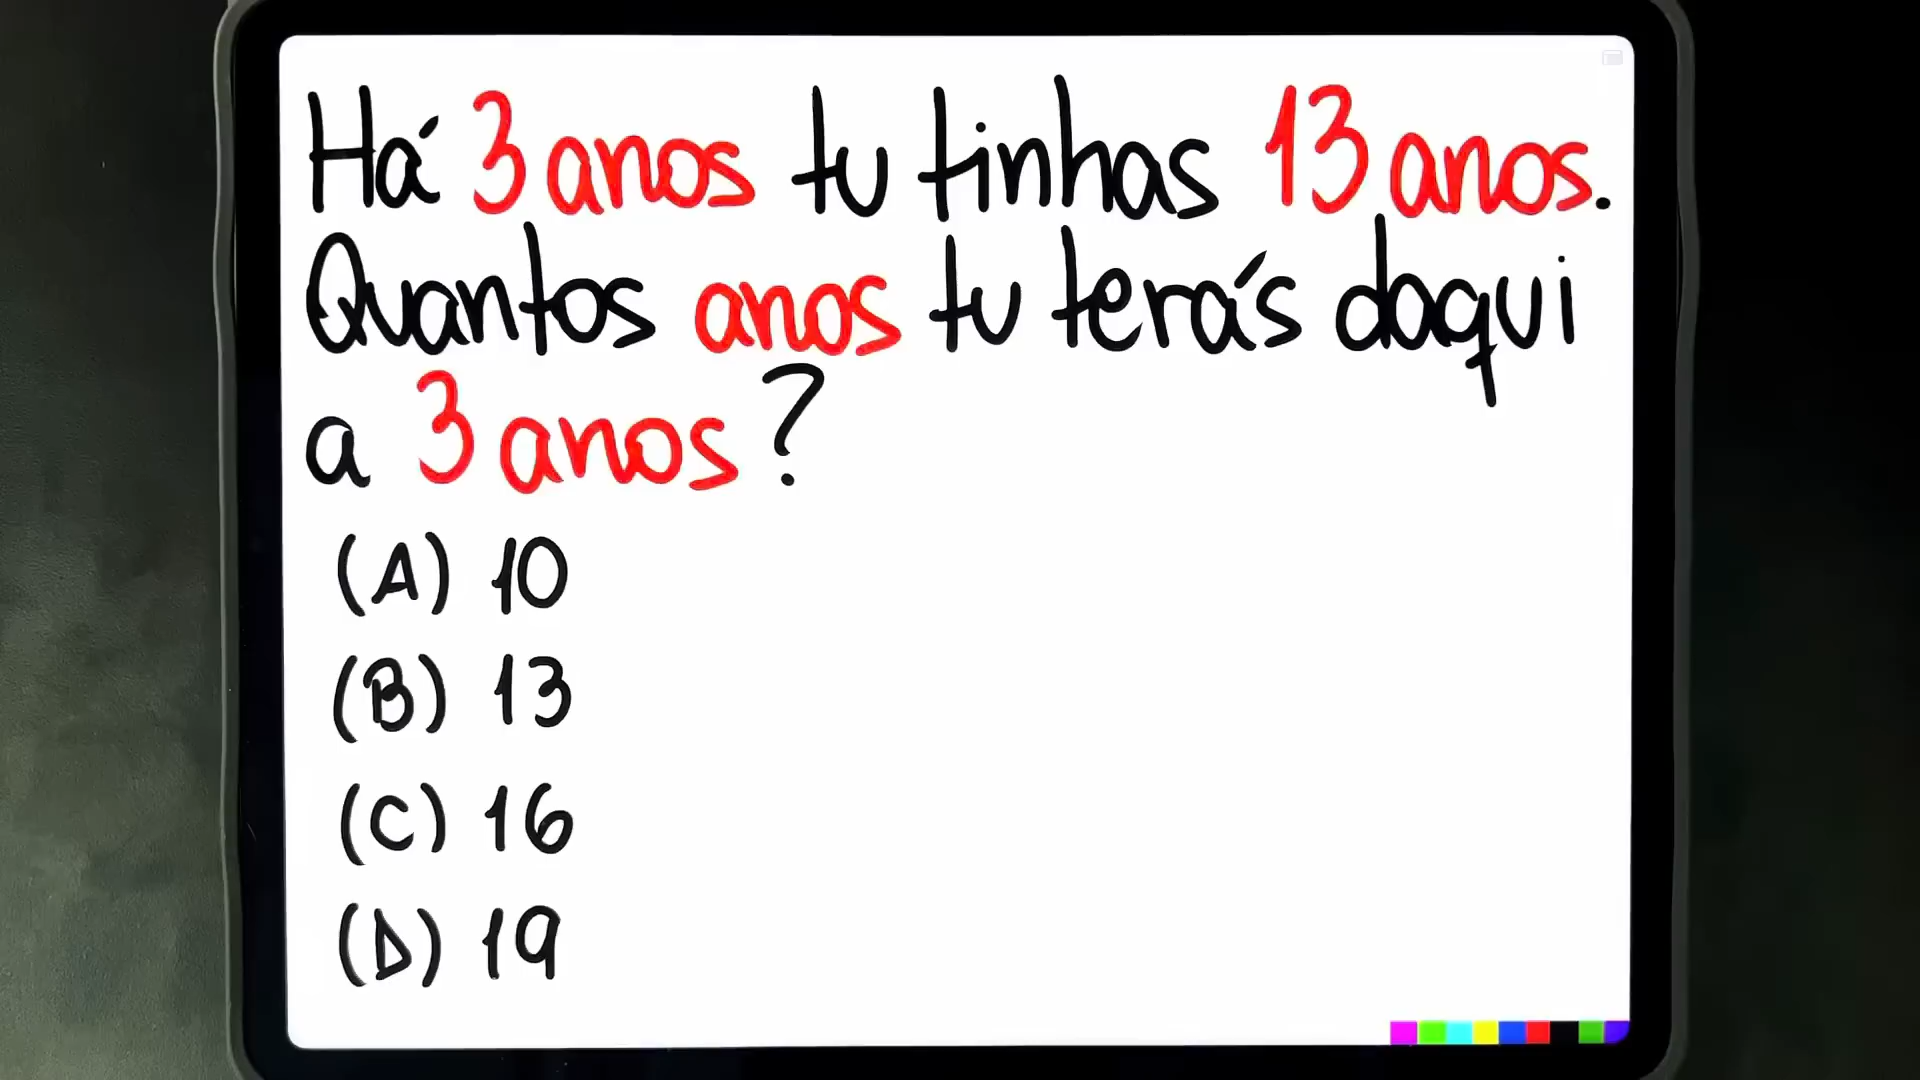 Há 3 anos tu tinhas 13 anos.
Quantos anos tu terás daqui
a 3 anos?
(A) 10
(B) 13
(C) 16
(D) 19